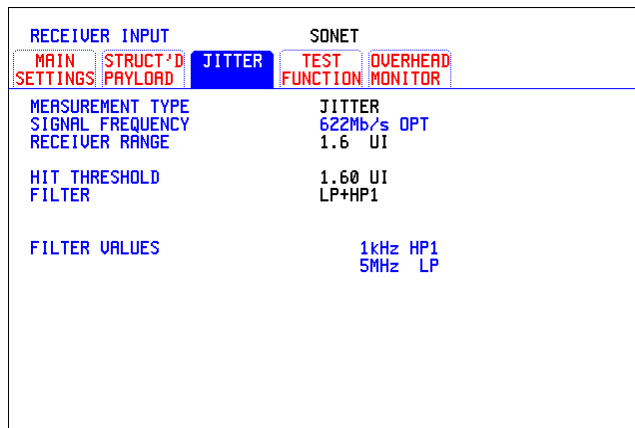 RECEIVER INPUT SONET
MAIN SETTINGS STRUCT'D PAYLOAD JITTER TEST FUNCTION OVERHEAD MONITOR
MEASUREMENT TYPE JITTER
SIGNAL FREQUENCY 622Mb/s OPT
RECEIVER RANGE 1.6 UI
HIT THRESHOLD 1.60 UI
FILTER LP+HP1
FILTER VALUES 1kHz HP1
5MHz LP